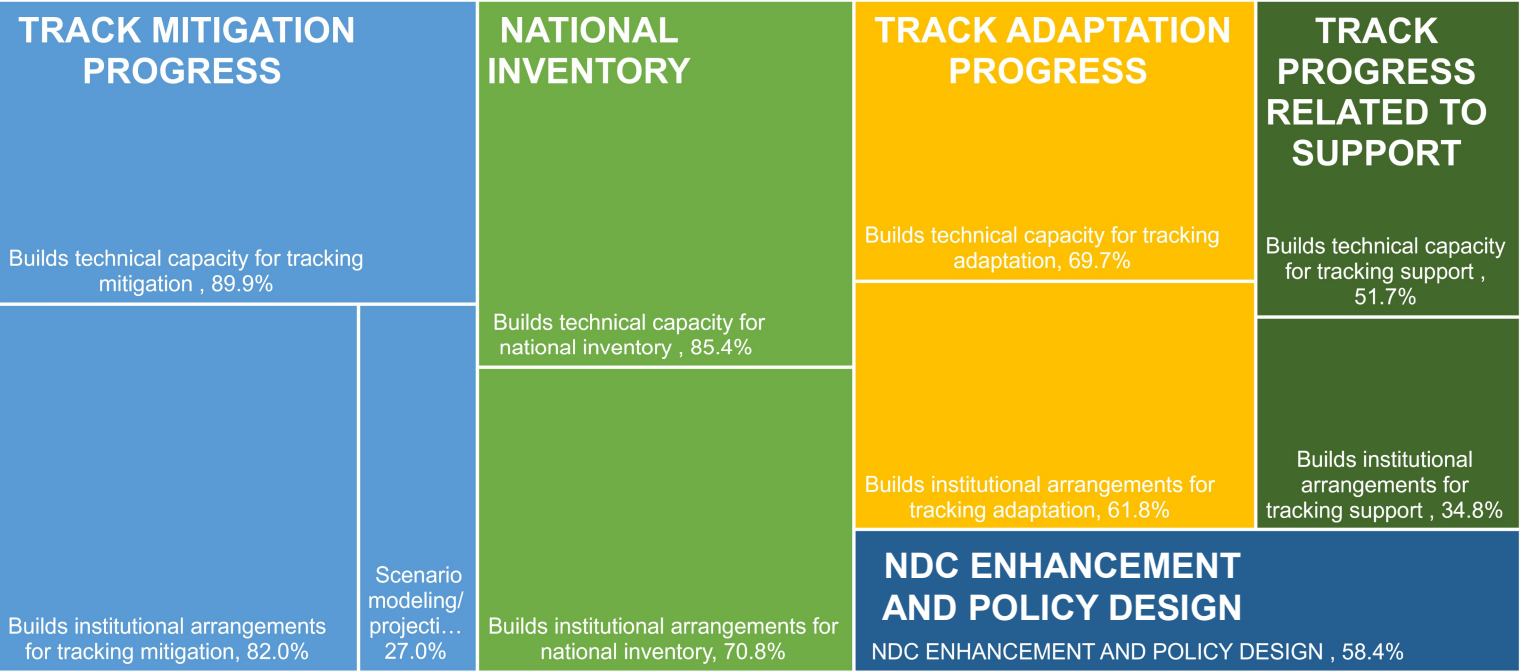 TRACK MITIGATION
PROGRESS
Builds technical capacity for tracking
mitigation , 89.9%
Builds institutional arrangements
for tracking mitigation, 82.0%
Scenario
modeling/
projecti…
27.0%
NATIONAL
INVENTORY
Builds technical capacity for
national inventory , 85.4%
Builds institutional arrangements for
national inventory, 70.8%
TRACK ADAPTATION
PROGRESS
Builds technical capacity for tracking
adaptation, 69.7%
Builds institutional arrangements for
tracking adaptation, 61.8%
TRACK
PROGRESS
RELATED TO
SUPPORT
Builds technical capacity
for tracking support ,
51.7%
Builds institutional
arrangements for
tracking support , 34.8%
NDC ENHANCEMENT
AND POLICY DESIGN
NDC ENHANCEMENT AND POLICY DESIGN , 58.4%